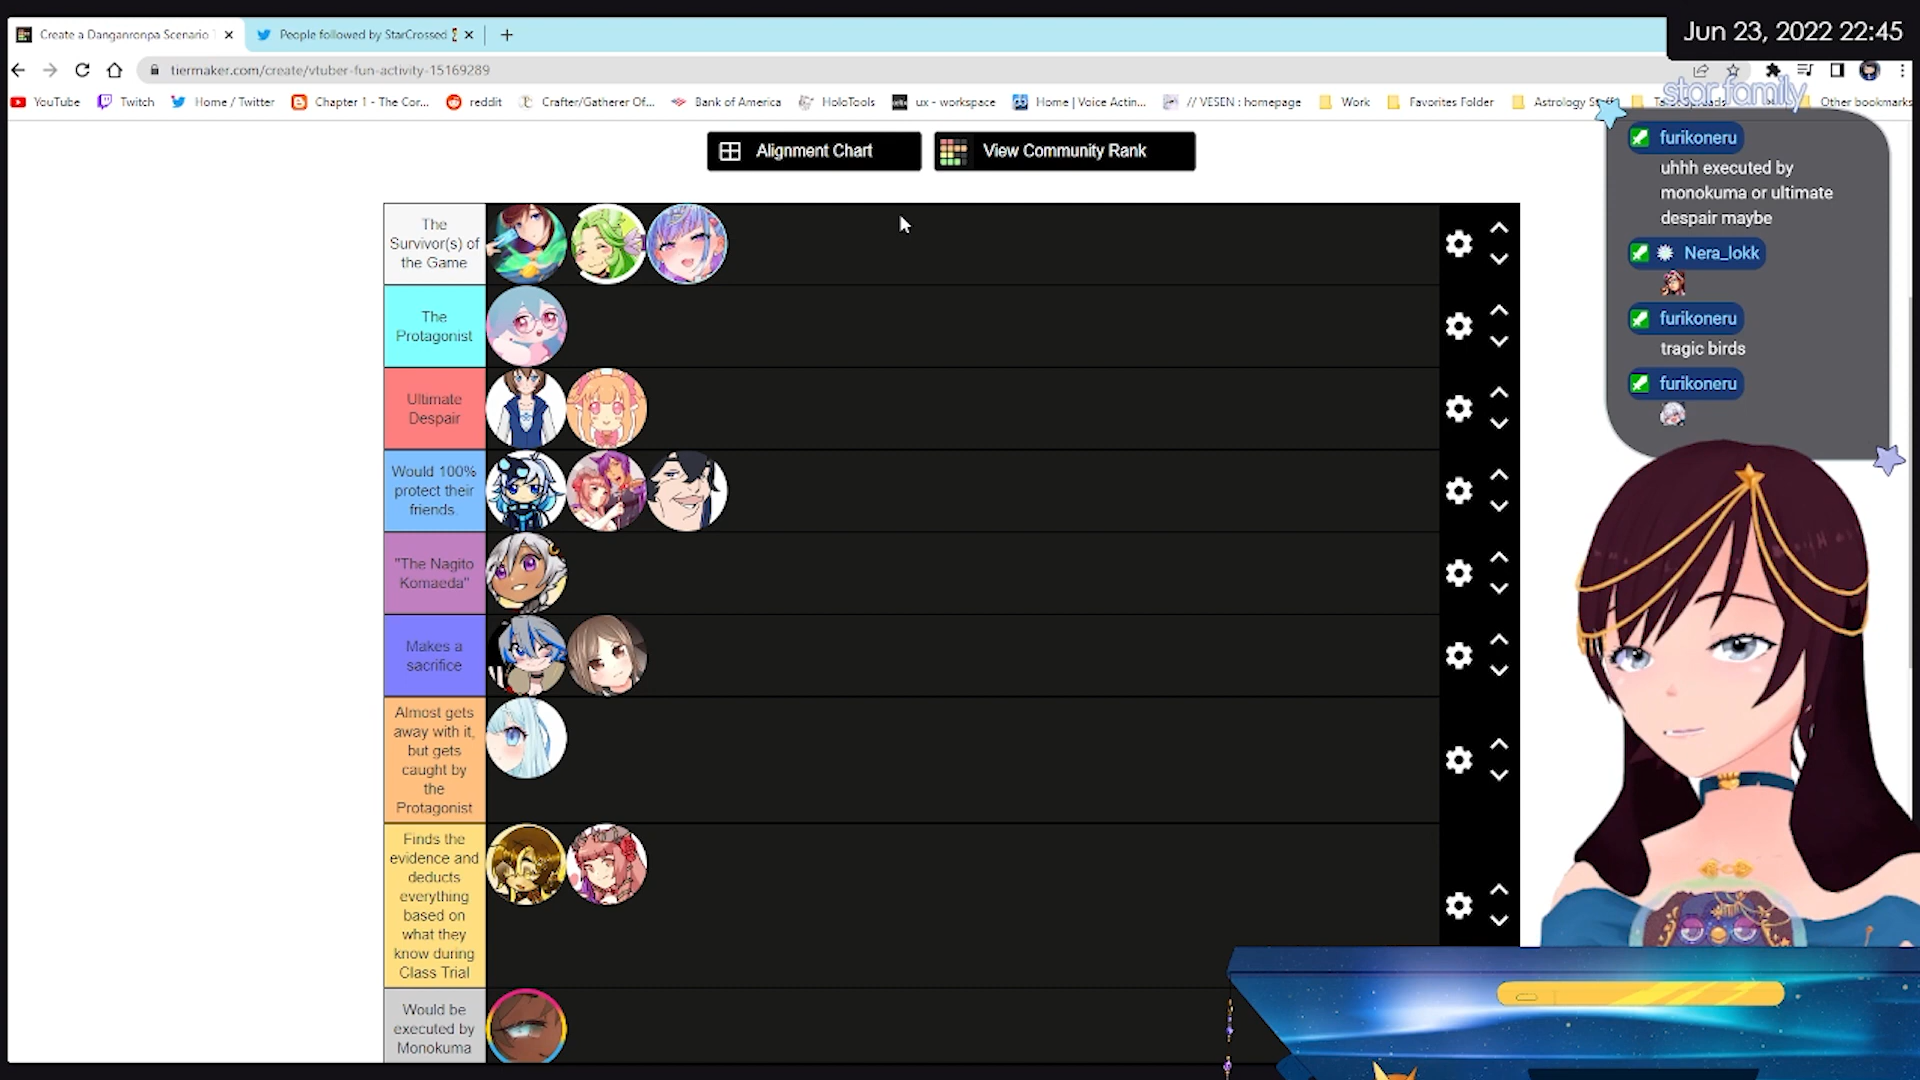 Create a Danganronpa Scenario
People followed by StarCrossed
Jun 23, 2022 22:45
tiermaker.com/create/vtuber-fun-activity-15169289
YouTube
Twitch
Home / Twitter
Chapter 1 - The Cor...
reddit
Crafter/Gatherer Of...
Bank of America
HoloTools
ux - workspace
Home | Voice Actin...
// VESEN : homepage
Work
Favorites Folder
Astrology
Other bookmarks
star family
Alignment Chart
View Community Rank
The
Survivor(s) of
the Game
The
Protagonist
Ultimate
Despair
Would 100%
protect their
friends.
"The Nagito
Komaeda"
Makes a
sacrifice
Almost gets
away with it,
but gets
caught by
the
Protagonist
Finds the
evidence and
deducts
everything
based on
what they
know during
Class Trial
Would be
executed by
Monokuma
furikoneru
uhhh executed by
monokuma or ultimate
despair maybe
Nera_lokk
furikoneru
tragic birds
furikoneru